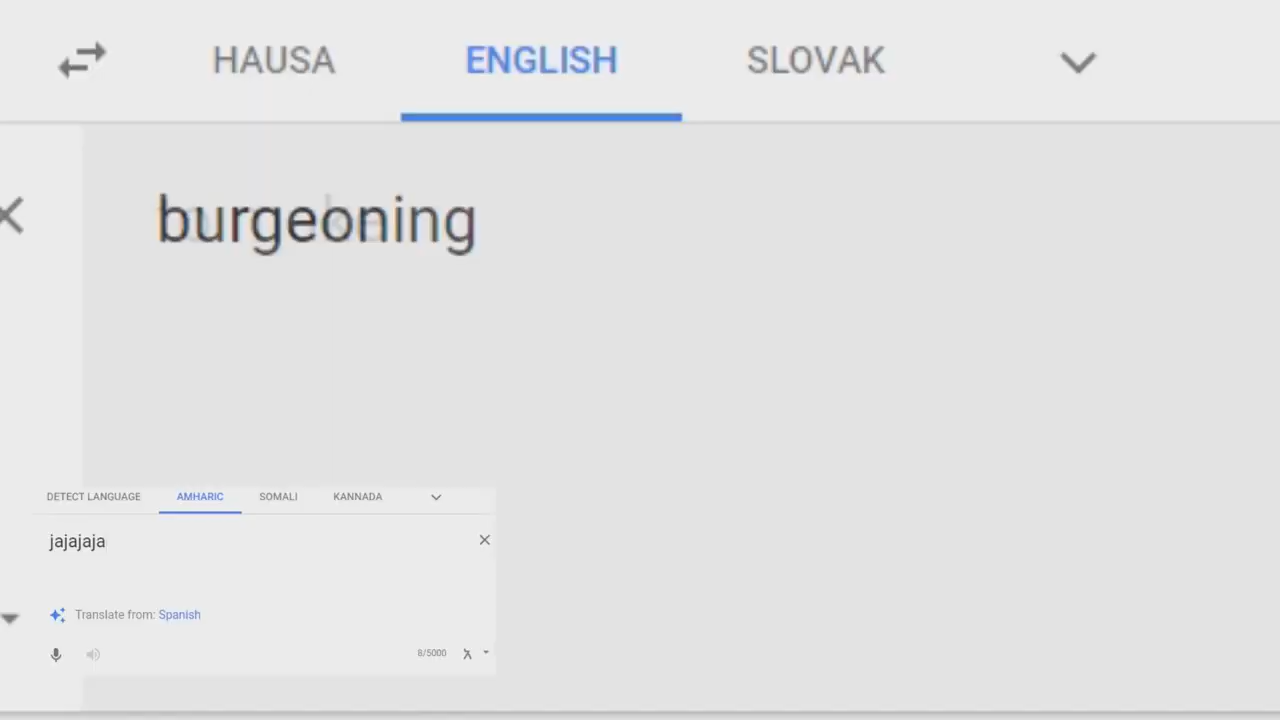 HAUSA ENGLISH SLOVAK
burgeoning
DETECT LANGUAGE AMHARIC SOMALI KANNADA
jajajaja
Translate from: Spanish
8/5000